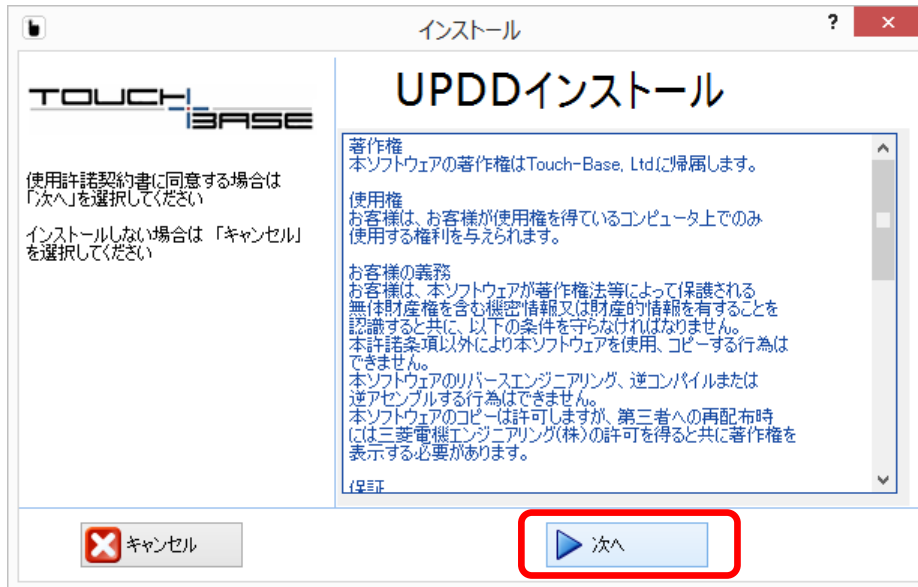 インストール
?
×
TOUCH
BASE
使用許諾契約書に同意する場合は
「次へ」を選択してください
インストールしない場合は 「キャンセル」
を選択してください
UPDDインストール
著作権
本ソフトウェアの著作権はTouch-Base, Ltdに帰属します。
使用権
お客様は、お客様が使用権を得ているコンピュータ上でのみ
使用する権利を与えられます。
お客様の義務
お客様は、本ソフトウェアが著作権法等によって保護される
無体財産権を含む機密情報又は財産的情報を有することを
認識すると共に、以下の条件を守らなければなりません。
本許諾条項以外により本ソフトウェアを使用、コピーする行為は
できません。
本ソフトウェアのリバースエンジニアリング、逆コンパイルまたは
逆アセンブルする行為はできません。
本ソフトウェアのコピーは許可しますが、第三者への再配布時
には三菱電機エンジニアリング(株)の許可を得ると共に著作権を
表示する必要があります。
保証
キャンセル
次へ